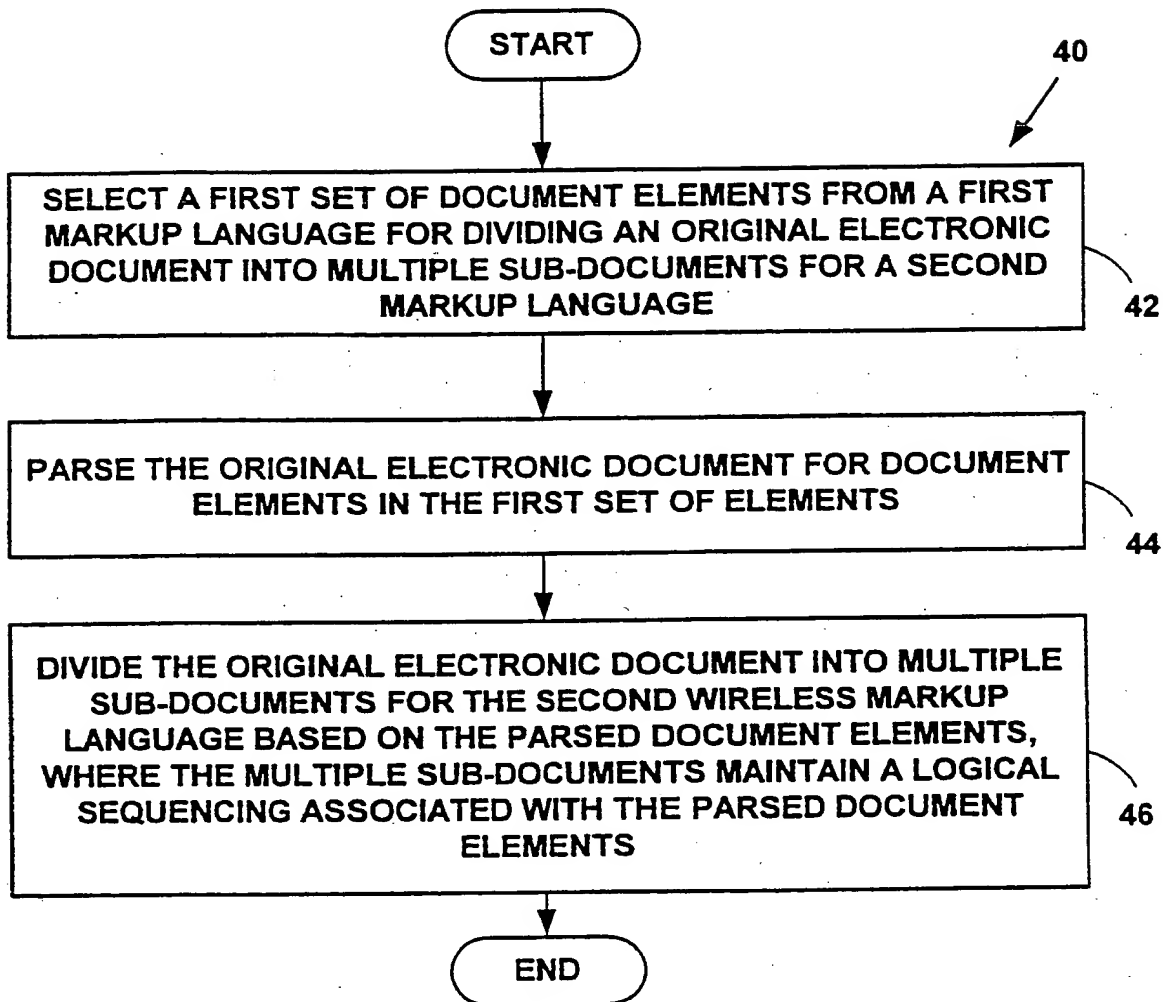 START
40
SELECT A FIRST SET OF DOCUMENT ELEMENTS FROM A FIRST
MARKUP LANGUAGE FOR DIVIDING AN ORIGINAL ELECTRONIC
DOCUMENT INTO MULTIPLE SUB-DOCUMENTS FOR A SECOND
MARKUP LANGUAGE
42
PARSE THE ORIGINAL ELECTRONIC DOCUMENT FOR DOCUMENT
ELEMENTS IN THE FIRST SET OF ELEMENTS
44
DIVIDE THE ORIGINAL ELECTRONIC DOCUMENT INTO MULTIPLE
SUB-DOCUMENTS FOR THE SECOND WIRELESS MARKUP
LANGUAGE BASED ON THE PARSED DOCUMENT ELEMENTS,
WHERE THE MULTIPLE SUB-DOCUMENTS MAINTAIN A LOGICAL
SEQUENCING ASSOCIATED WITH THE PARSED DOCUMENT
ELEMENTS
46
END